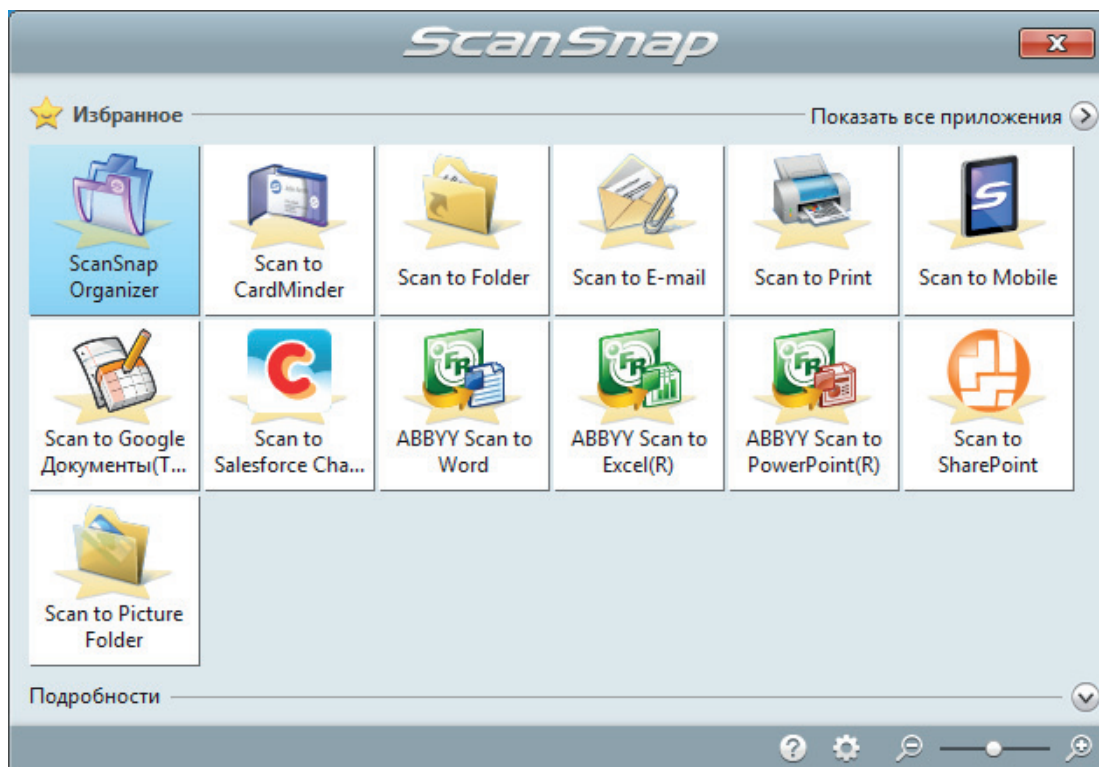 ScanSnap
Избранное
Показать все приложения
ScanSnap
Organizer
Scan to
CardMinder
Scan to Folder
Scan to E-mail
Scan to Print
Scan to Mobile
Scan to Google
Документы(T...
Scan to
Salesforce Cha...
ABBYY Scan to
Word
ABBYY Scan to
Excel(R)
ABBYY Scan to
PowerPoint(R)
Scan to
SharePoint
Scan to Picture
Folder
Подробности